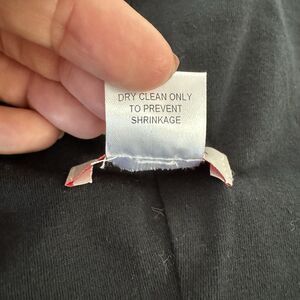 DRY CLEAN ONLY
TO PREVENT
SHRINKAGE